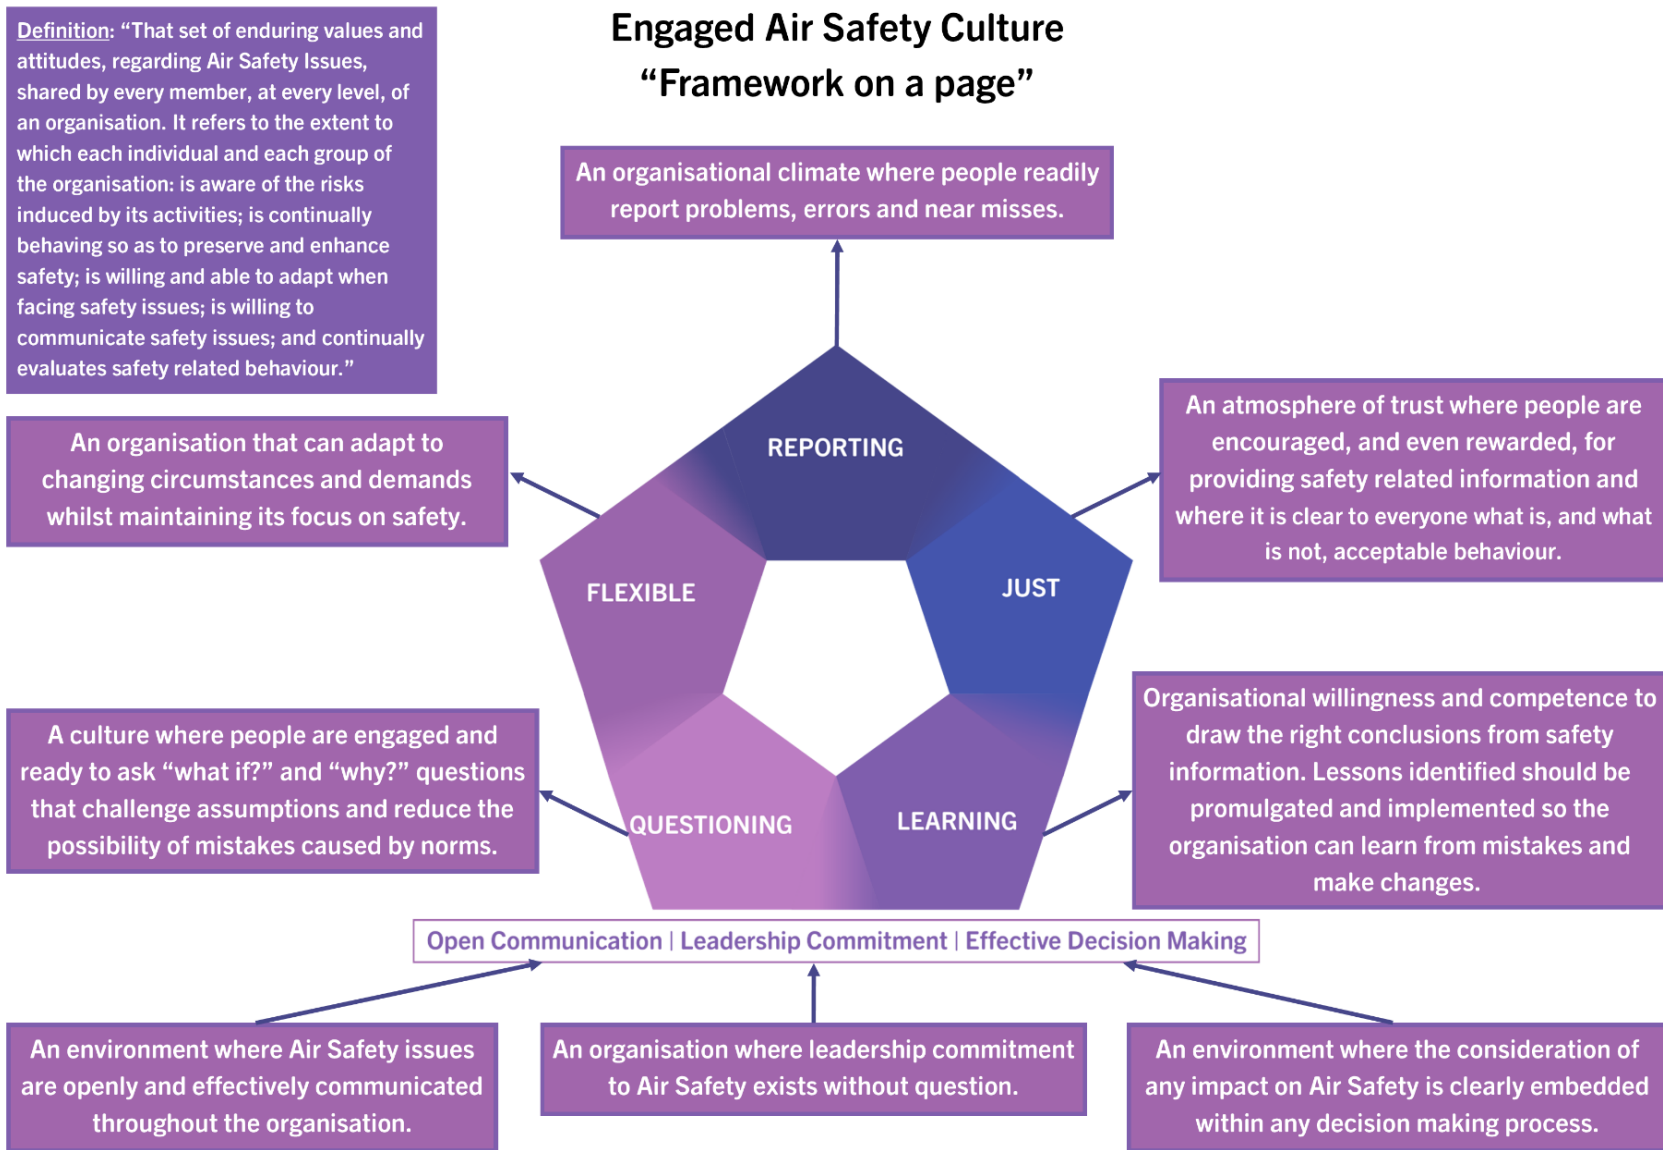 Engaged Air Safety Culture
“Framework on a page”
Definition: “That set of enduring values and
attitudes, regarding Air Safety Issues,
shared by every member, at every level, of
an organisation. It refers to the extent to
which each individual and each group of
the organisation: is aware of the risks
induced by its activities; is continually
behaving so as to preserve and enhance
safety; is willing and able to adapt when
facing safety issues; is willing to
communicate safety issues; and continually
evaluates safety related behaviour.”
An organisational climate where people readily
report problems, errors and near misses.
An organisation that can adapt to
changing circumstances and demands
whilst maintaining its focus on safety.
An atmosphere of trust where people are
encouraged, and even rewarded, for
providing safety related information and
where it is clear to everyone what is, and what
is not, acceptable behaviour.
REPORTING
FLEXIBLE
JUST
QUESTIONING
LEARNING
A culture where people are engaged and
ready to ask “what if?” and “why?” questions
that challenge assumptions and reduce the
possibility of mistakes caused by norms.
Organisational willingness and competence to
draw the right conclusions from safety
information. Lessons identified should be
promulgated and implemented so the
organisation can learn from mistakes and
make changes.
Open Communication | Leadership Commitment | Effective Decision Making
An environment where Air Safety issues
are openly and effectively communicated
throughout the organisation.
An organisation where leadership commitment
to Air Safety exists without question.
An environment where the consideration of
any impact on Air Safety is clearly embedded
within any decision making process.